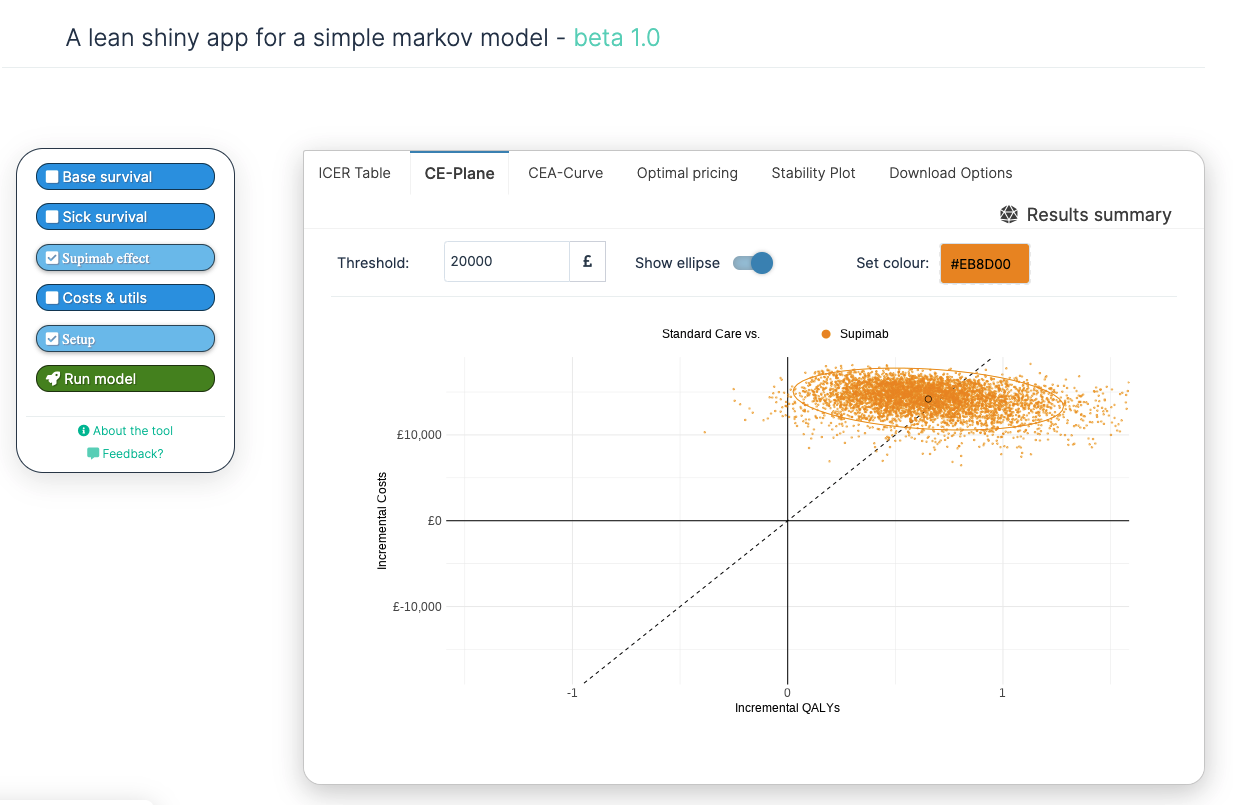 A lean shiny app for a simple markov model - beta 1.0
Base survival
Sick survival
Supimab effect
Costs & utils
Setup
Run model
About the tool
Feedback?
ICER Table CE-Plane CEA-Curve Optimal pricing Stability Plot Download Options
Results summary
Threshold: 20000 £ Show ellipse Set colour: #EB8D00
Standard Care vs. Supimab
£10,000
£0
£-10,000
Incremental Costs
-1 0 1
Incremental QALYs